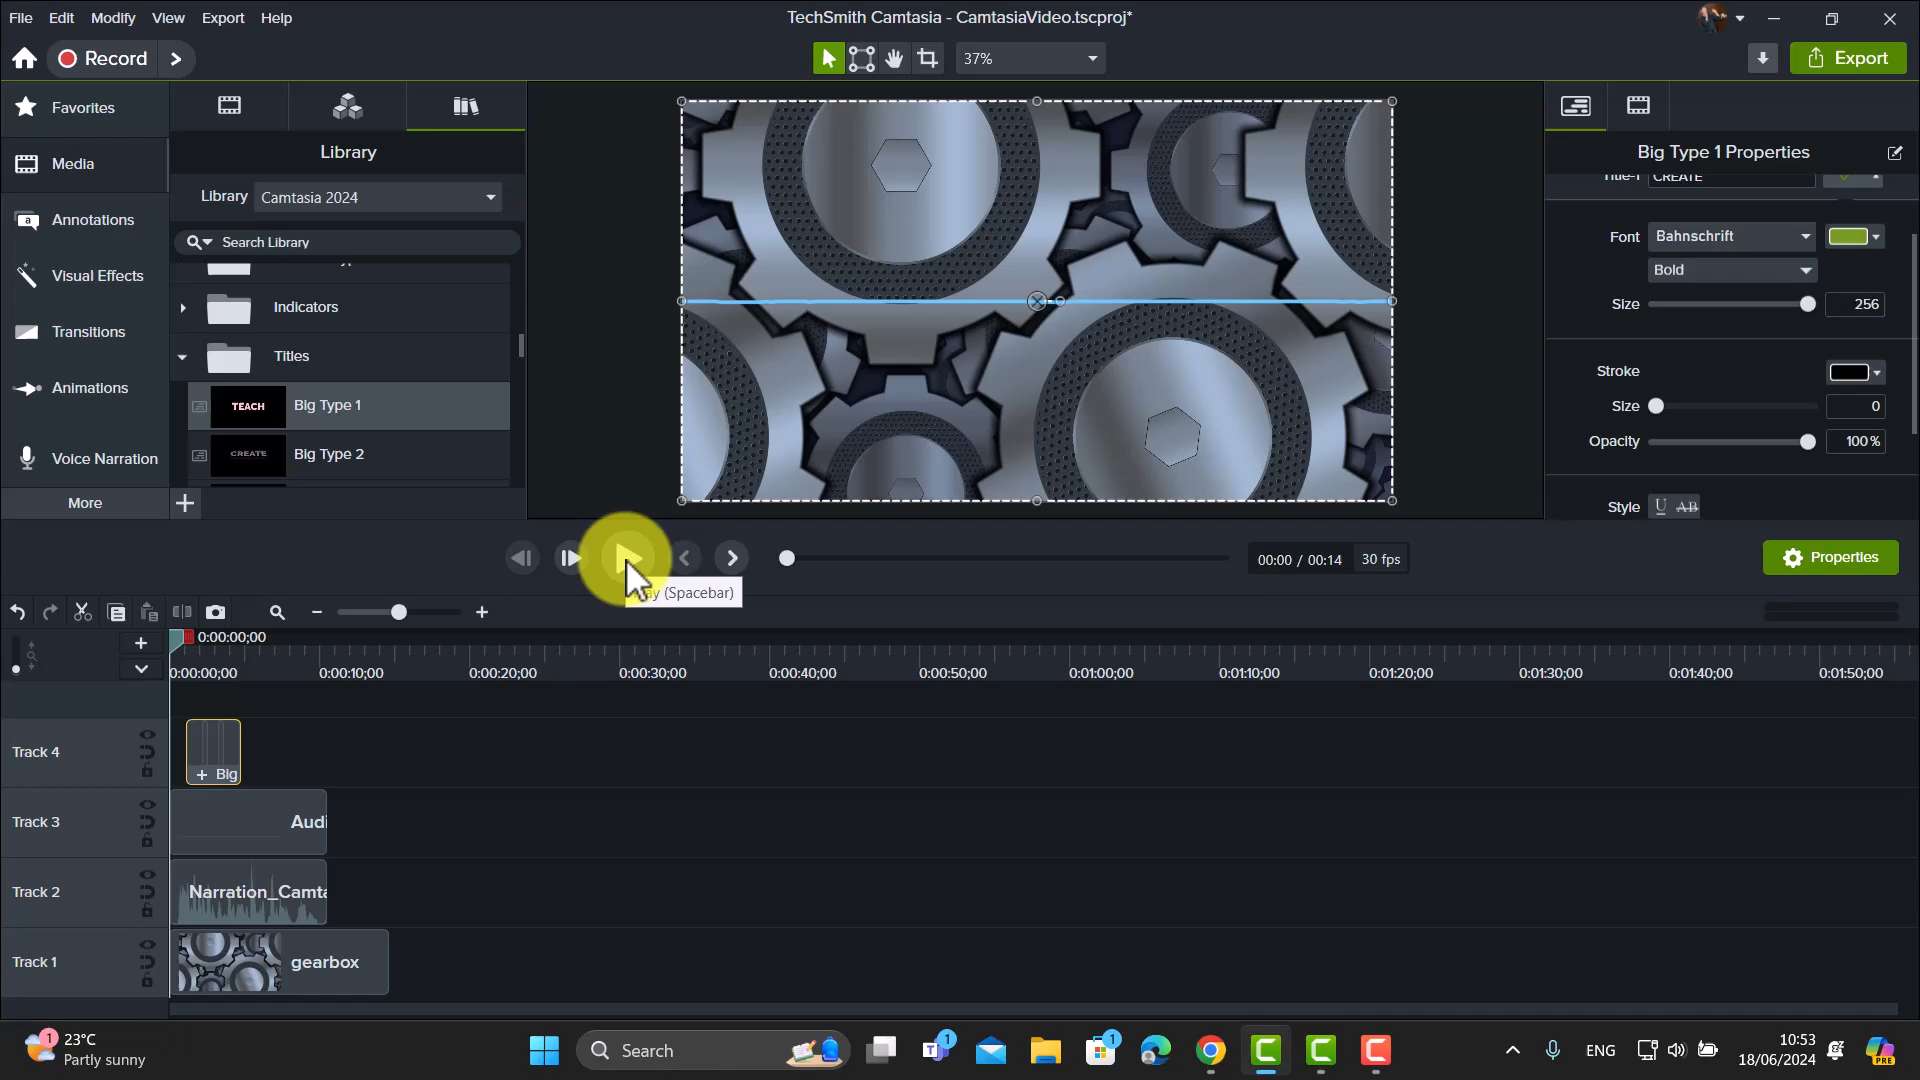 File Edit Modify View Export Help
TechSmith Camtasia - CamtasiaVideo.tscproj*
Record
37%
Export
Favorites
Media
Annotations
Visual Effects
Transitions
Animations
Voice Narration
More
Library
Library Camtasia 2024
Search Library
Indicators
Titles
TEACH Big Type 1
CREATE Big Type 2
Big Type 1 Properties
Title-1 CREATE
Font Bahnschrift
Bold
Size 256
Stroke
Size 0
Opacity 100%
Style U AB
(Spacebar)
00:00 / 00:14 30 fps
Properties
0:00:00;00
0:00:00;00 0:00:10;00 0:00:20;00 0:00:30;00 0:00:40;00 0:00:50;00 0:01:00;00 0:01:10;00 0:01:20;00 0:01:30;00 0:01:40;00 0:01:50;00
Track 4
+ Big
Track 3
Audi
Track 2
Narration_Camta
Track 1
gearbox
1
23°C
Partly sunny
Search
1
1
ENG
10:53
18/06/2024
PRE